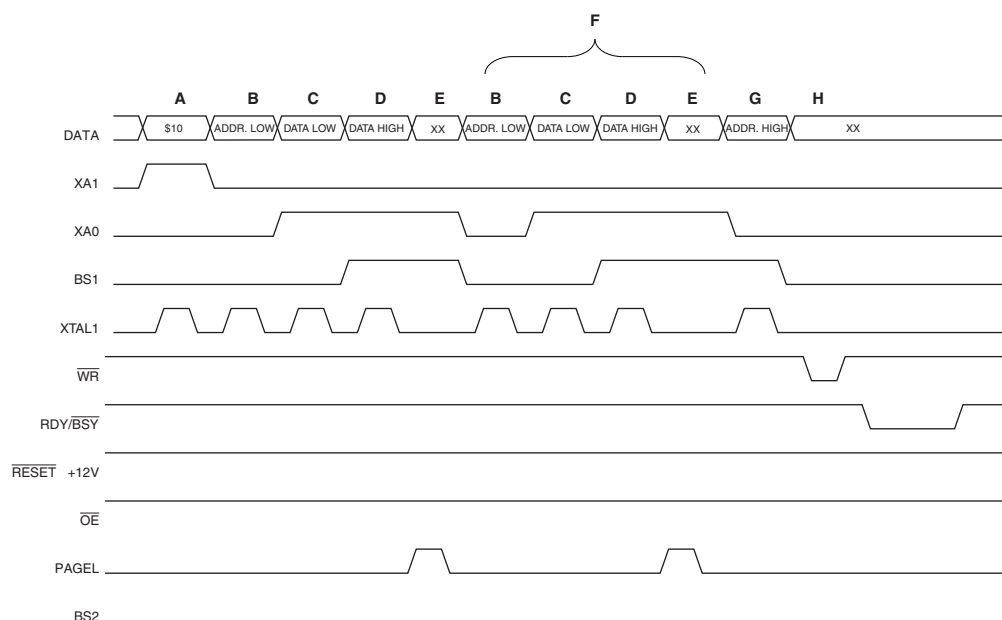 F
A B C D E B C D E G H
DATA $10 ADDR. LOW DATA LOW DATA HIGH XX ADDR. LOW DATA LOW DATA HIGH XX ADDR. HIGH XX
XA1
XA0
BS1
XTAL1
WR
RDY/BSY
RESET +12V
OE
PAGEL
BS2